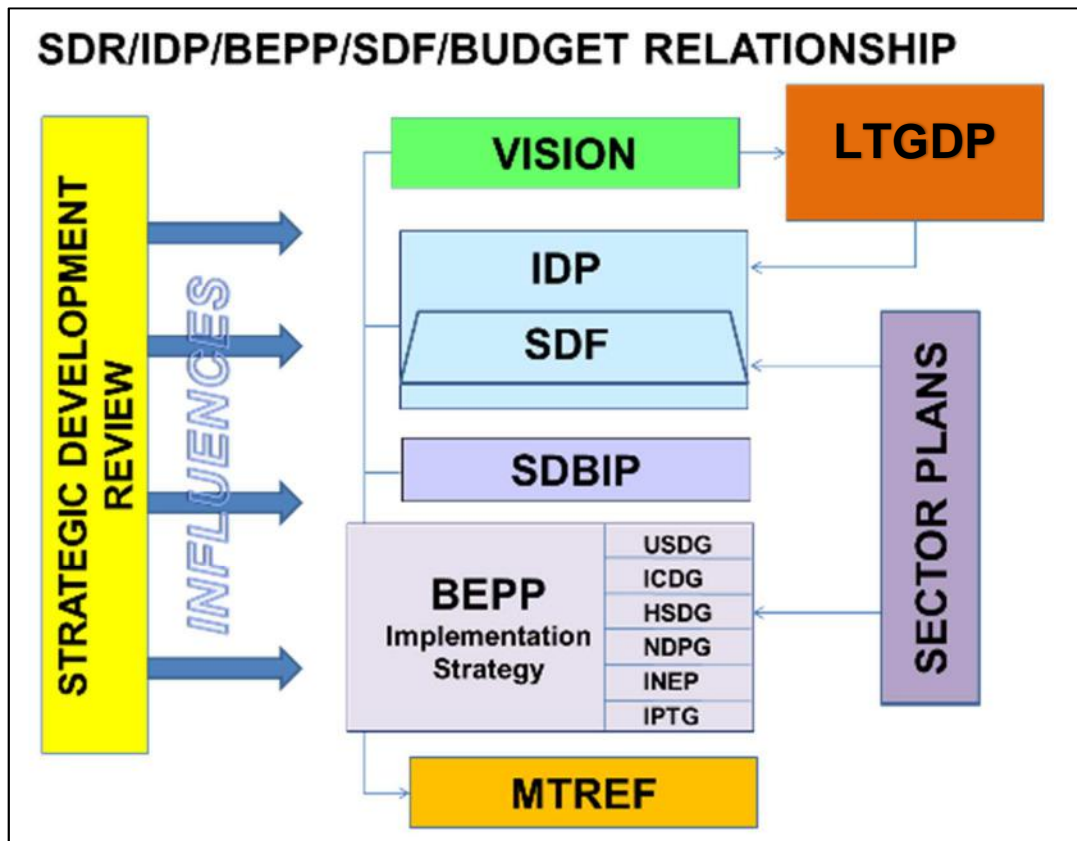 SDR/IDP/BEPP/SDF/BUDGET RELATIONSHIP
STRATEGIC DEVELOPMENT
REVIEW
INFLUENCES
VISION
LTGDP
IDP
SDF
SDBIP
BEPP
Implementation
Strategy
USDG
ICDG
HSDG
NDPG
INEP
IPTG
MTREF
SECTOR PLANS